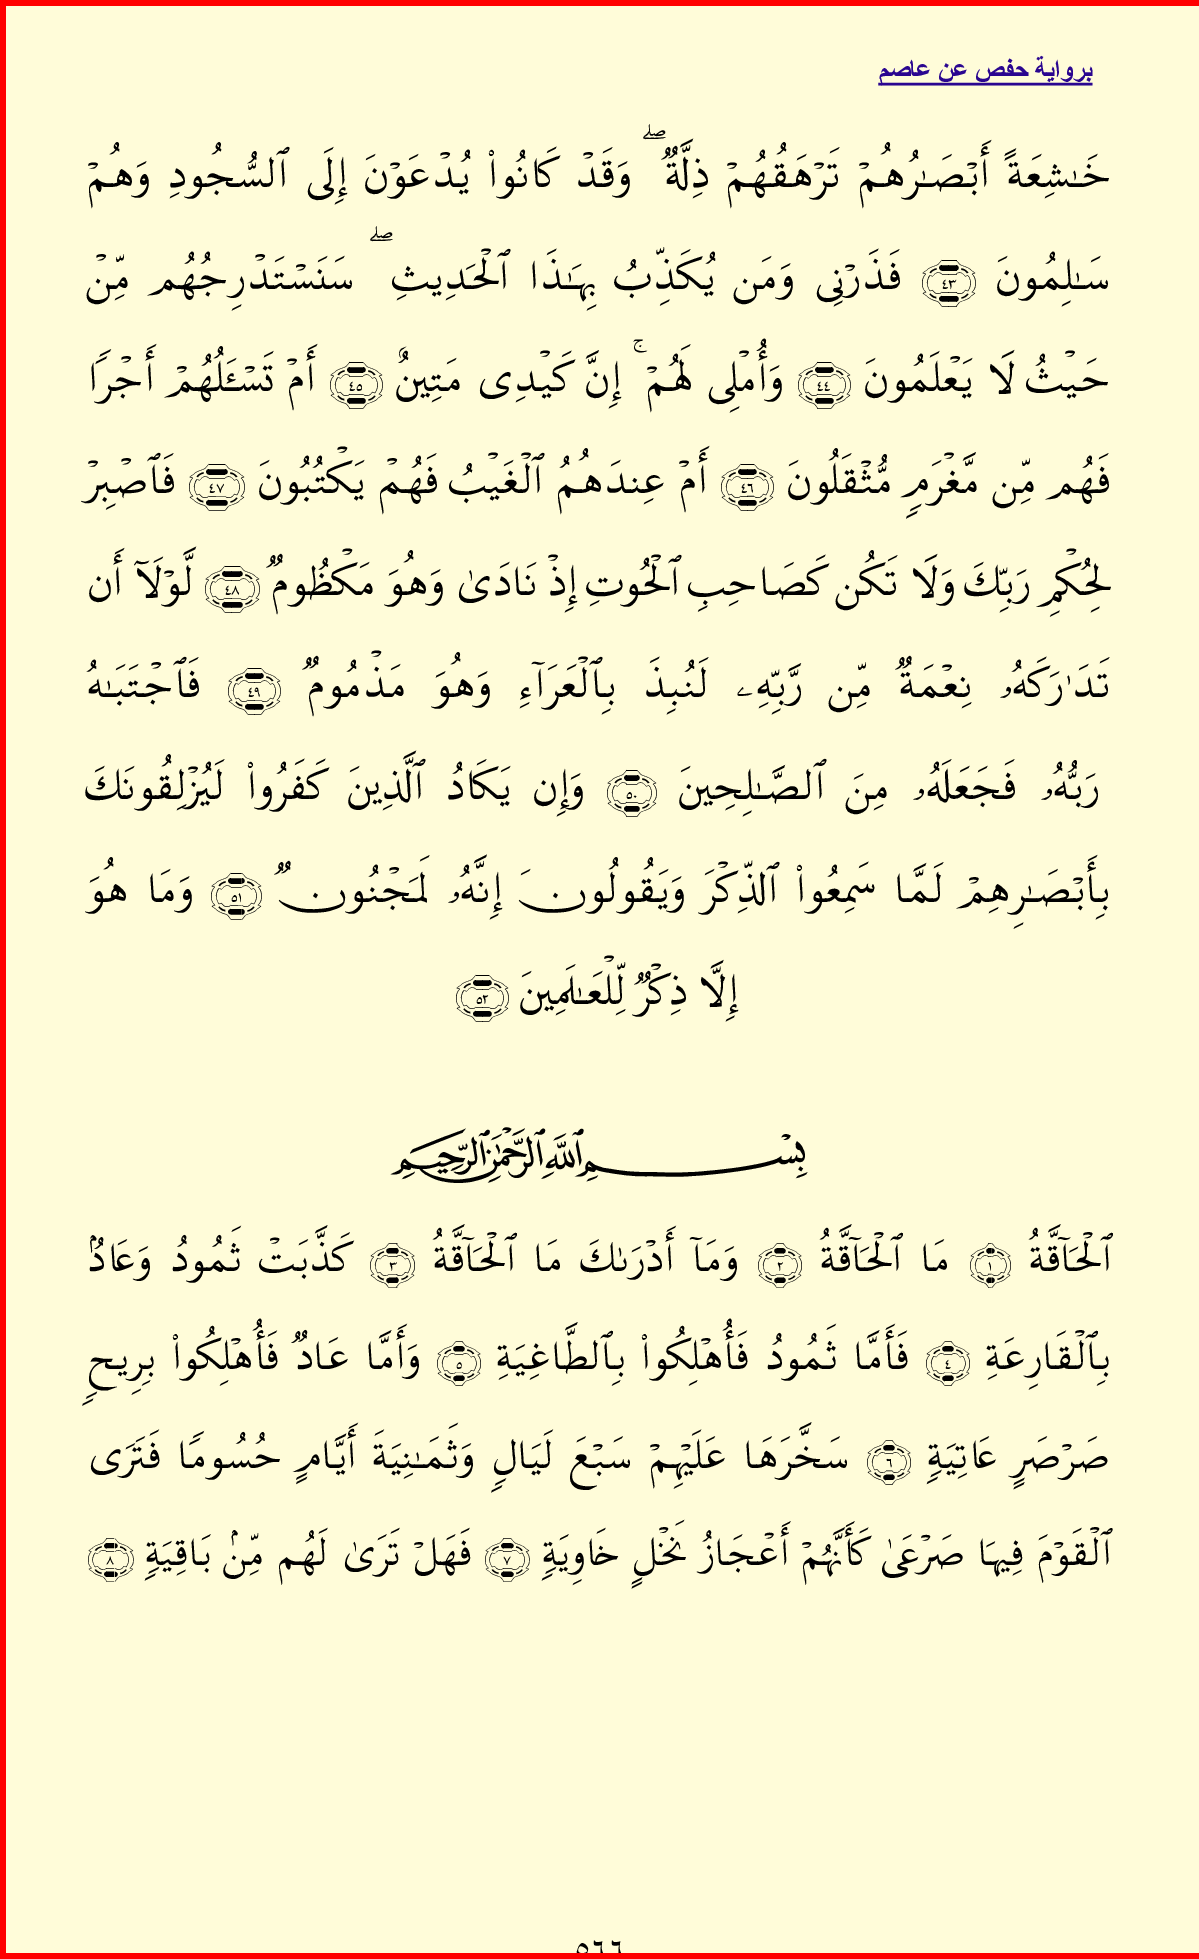 برواية حفص عن عاصم
خَـٰشِعَةً أَبۡصَـٰرُهُمۡ تَرۡهَقُهُمۡ ذِلَّةٌ ۖ وَقَدۡ كَانُوا۟ يُدۡعَوۡنَ إِلَى ٱلسُّجُودِ وَهُمۡ
سَـٰلِمُونَ ٤٣ فَذَرۡنِى وَمَن يُكَذِّبُ بِهَـٰذَا ٱلۡحَدِيثِ ۖ سَنَسۡتَدۡرِجُهُم مِّنۡ
حَيۡثُ لَا يَعۡلَمُونَ ٤٤ وَأُمۡلِى لَهُمۡ ۚ إِنَّ كَيۡدِى مَتِينٌ ٤٥ أَمۡ تَسۡـَٔلُهُمۡ أَجۡرًا
فَهُم مِّن مَّغۡرَمٍ مُّثۡقَلُونَ ٤٦ أَمۡ عِندَهُمُ ٱلۡغَيۡبُ فَهُمۡ يَكۡتُبُونَ ٤٧ فَٱصۡبِرۡ
لِحُكۡمِ رَبِّكَ وَلَا تَكُن كَصَاحِبِ ٱلۡحُوتِ إِذۡ نَادَىٰ وَهُوَ مَكۡظُومٌ ٤٨ لَّوۡلَآ أَن
تَدَٰرَكَهُۥ نِعۡمَةٌ مِّن رَّبِّهِۦ لَنُبِذَ بِٱلۡعَرَآءِ وَهُوَ مَذۡمُومٌ ٤٩ فَٱجۡتَبَـٰهُ
رَبُّهُۥ فَجَعَلَهُۥ مِنَ ٱلصَّـٰلِحِينَ ٥٠ وَإِن يَكَادُ ٱلَّذِينَ كَفَرُوا۟ لَيُزۡلِقُونَكَ
بِأَبۡصَـٰرِهِمۡ لَمَّا سَمِعُوا۟ ٱلذِّكۡرَ وَيَقُولُونَ إِنَّهُۥ لَمَجۡنُونٌ ٥١ وَمَا هُوَ
إِلَّا ذِكۡرٌ لِّلۡعَـٰلَمِينَ ٥٢
بِسۡمِ ٱللَّهِ ٱلرَّحۡمَـٰنِ ٱلرَّحِيمِ
ٱلۡحَآقَّةُ ١ مَا ٱلۡحَآقَّةُ ٢ وَمَآ أَدۡرَىٰكَ مَا ٱلۡحَآقَّةُ ٣ كَذَّبَتۡ ثَمُودُ وَعَادُۢ
بِٱلۡقَارِعَةِ ٤ فَأَمَّا ثَمُودُ فَأُهۡلِكُوا۟ بِٱلطَّاغِيَةِ ٥ وَأَمَّا عَادٌ فَأُهۡلِكُوا۟ بِرِيحٍ
صَرۡصَرٍ عَاتِيَةٍ ٦ سَخَّرَهَا عَلَيۡهِمۡ سَبۡعَ لَيَالٍ وَثَمَـٰنِيَةَ أَيَّامٍ حُسُومًا فَتَرَى
ٱلۡقَوۡمَ فِيهَا صَرۡعَىٰ كَأَنَّهُمۡ أَعۡجَازُ نَخۡلٍ خَاوِيَةٍ ٧ فَهَلۡ تَرَىٰ لَهُم مِّنۢ بَاقِيَةٍ ٨
٥٦٦